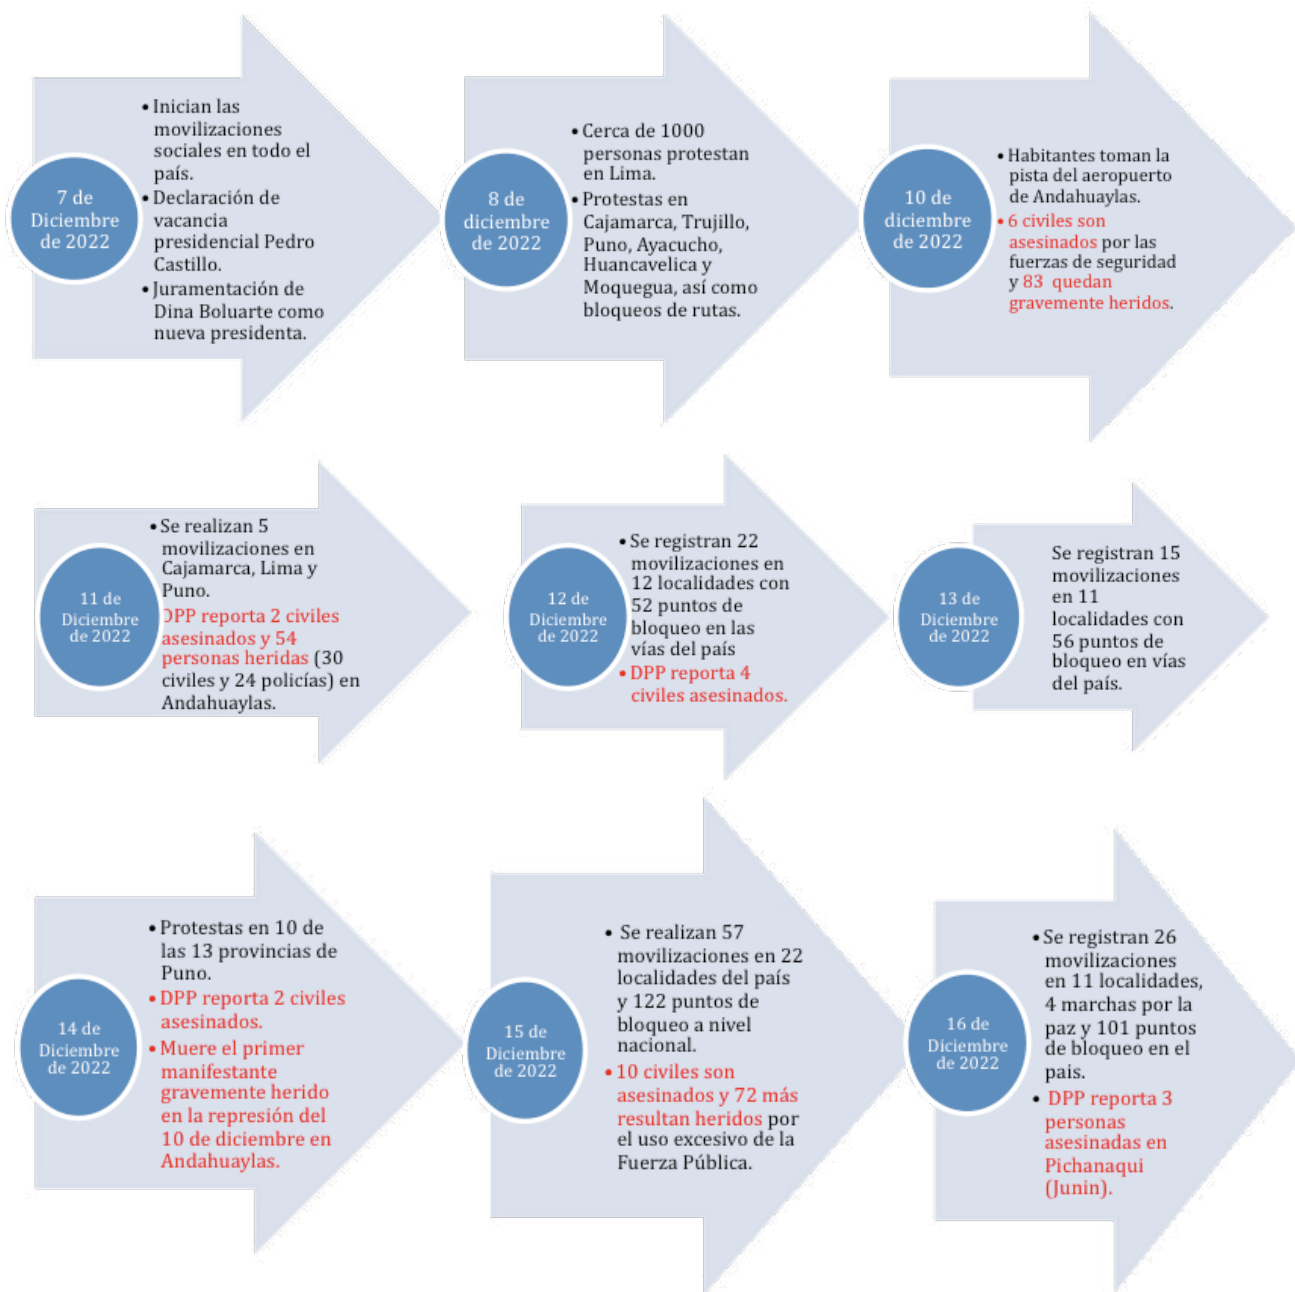 7 de
Diciembre
de 2022
• Inician las
movilizaciones
sociales en todo el
país.
• Declaración de
vacancia
presidencial Pedro
Castillo.
• Juramentación de
Dina Boluarte como
nueva presidenta.
8 de
diciembre
de 2022
• Cerca de 1000
personas protestan
en Lima.
• Protestas en
Cajamarca, Trujillo,
Puno, Ayacucho,
Huancavelica y
Moquegua, así como
bloqueos de rutas.
10 de
diciembre
de 2022
• Habitantes toman la
pista del aeropuerto
de Andahuaylas.
• 6 civiles son
asesinados por las
fuerzas de seguridad
y 83 quedan
gravemente heridos.
11 de
Diciembre
de 2022
• Se realizan 5
movilizaciones en
Cajamarca, Lima y
Puno.
DPP reporta 2 civiles
asesinados y 54
personas heridas (30
civiles y 24 policías) en
Andahuaylas.
12 de
Diciembre
de 2022
• Se registran 22
movilizaciones en
12 localidades con
52 puntos de
bloqueo en las
vías del país
• DPP reporta 4
civiles asesinados.
13 de
Diciembre
de 2022
Se registran 15
movilizaciones
en 11
localidades con
56 puntos de
bloqueo en vías
del país.
14 de
Diciembre
de 2022
• Protestas en 10 de
las 13 provincias de
Puno.
• DPP reporta 2 civiles
asesinados.
• Muere el primer
manifestante
gravemente herido
en la represión del
10 de diciembre en
Andahuaylas.
15 de
Diciembre
de 2022
• Se realizan 57
movilizaciones en 22
localidades del país
y 122 puntos de
bloqueo a nivel
nacional.
• 10 civiles son
asesinados y 72 más
resultan heridos por
el uso excesivo de la
Fuerza Pública.
16 de
Diciembre
de 2022
• Se registran 26
movilizaciones
en 11 localidades,
4 marchas por la
paz y 101 puntos
de bloqueo en el
pais.
• DPP reporta 3
personas
asesinadas en
Pichanaqui
(Junin).